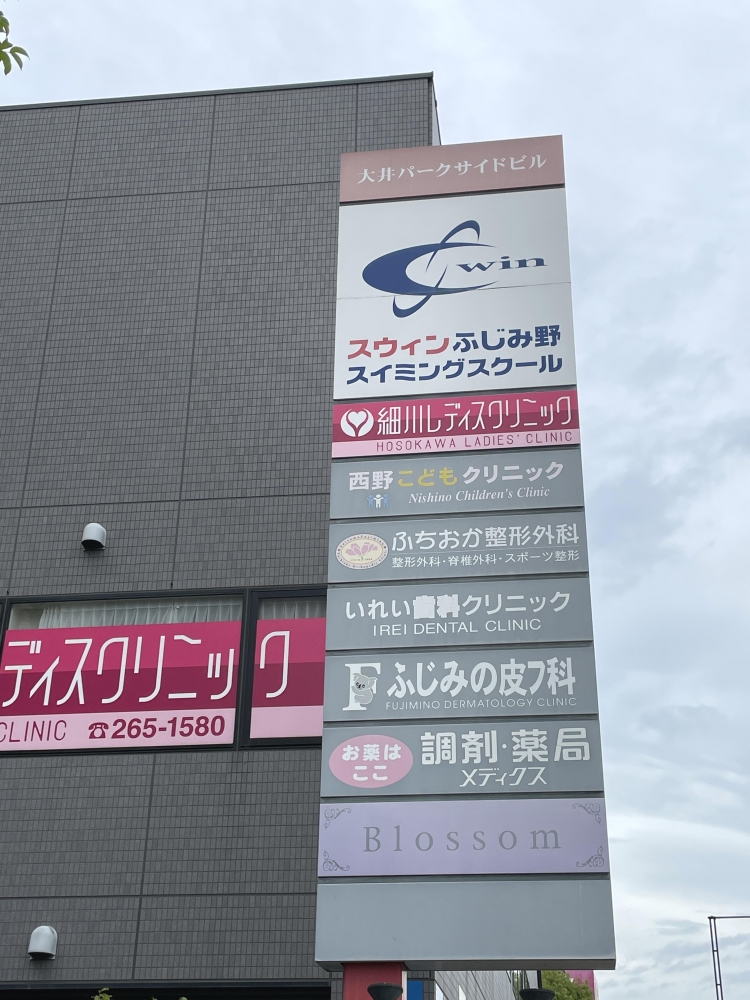 大井パークサイドビル
win
スウィンふじみ野
スイミングスクール
細川レディスクリニック
HOSOKAWA LADIES' CLINIC
西野こどもクリニック
Nishino Children's Clinic
ふちおか整形外科
整形外科・脊椎外科・スポーツ整形
いれい歯科クリニック
IREI DENTAL CLINIC
F ふじみの皮フ科
FUJIMINO DERMATOLOGY CLINIC
お薬は
ここ
調剤・薬局
メディクス
Blossom
ディスクリニック
CLINIC ☎265-1580